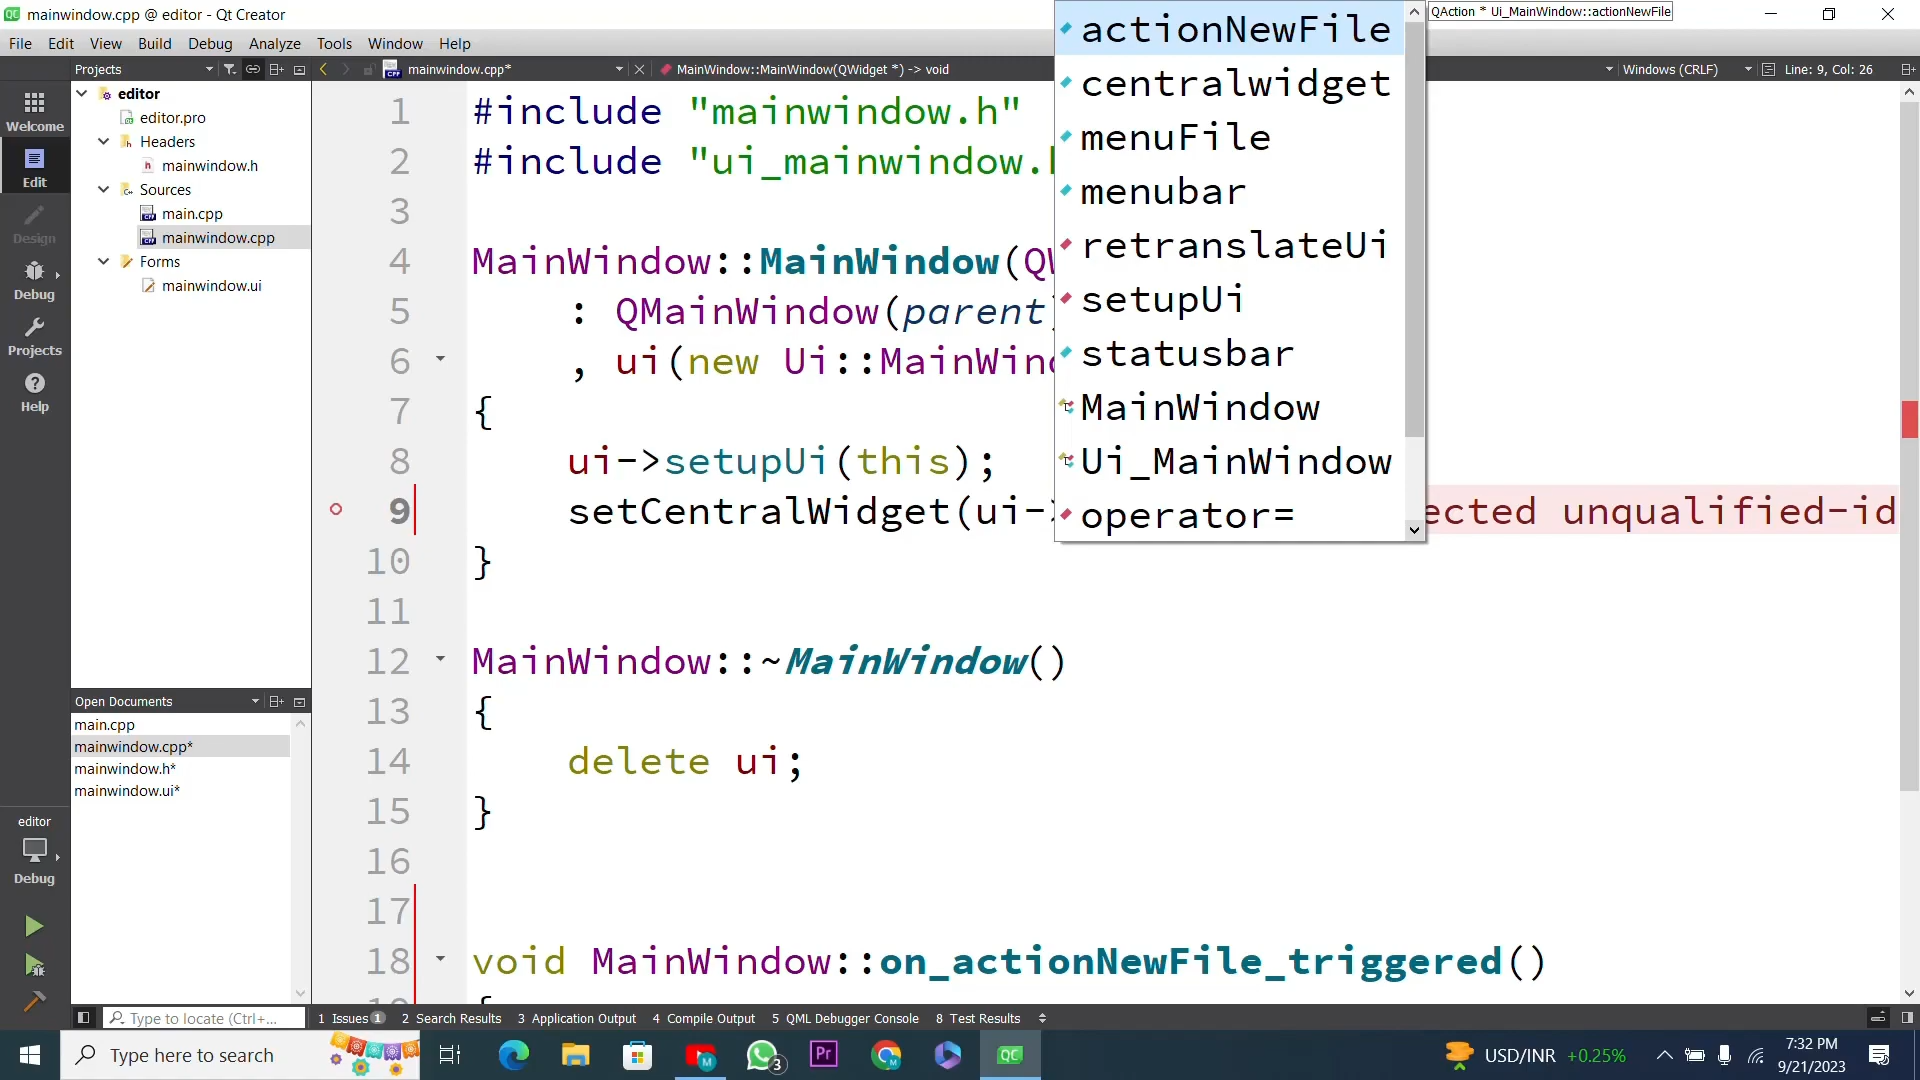 mainwindow.cpp @ editor - Qt Creator
File Edit View Build Debug Analyze Tools Window Help
Projects
mainwindow.cpp*
MainWindow::MainWindow(QWidget *) -> void
Windows (CRLF)
Line: 9, Col: 26
QAction * Ui_MainWindow::actionNewFile
Welcome
Edit
Design
Debug
Projects
Help
editor
editor.pro
Headers
mainwindow.h
Sources
main.cpp
mainwindow.cpp
Forms
mainwindow.ui
Open Documents
main.cpp
mainwindow.cpp*
mainwindow.h*
mainwindow.ui*
editor
Debug
1 #include "mainwindow.h"
2 #include "ui_mainwindow.h
3
4 MainWindow::MainWindow(QW
5 : QMainWindow(parent)
6 , ui(new Ui::MainWind
7 {
8 ui->setupUi(this);
9 setCentralWidget(ui->
ected unqualified-id
10 }
11
12 MainWindow::~MainWindow()
13 {
14 delete ui;
15 }
16
17
18 void MainWindow::on_actionNewFile_triggered()
actionNewFile
centralwidget
menuFile
menubar
retranslateUi
setupUi
statusbar
MainWindow
Ui_MainWindow
operator=
Type to locate (Ctrl+...
1 Issues 1
2 Search Results
3 Application Output
4 Compile Output
5 QML Debugger Console
8 Test Results
Type here to search
M
3
Pr
M
QC
USD/INR +0.25%
7:32 PM
9/21/2023